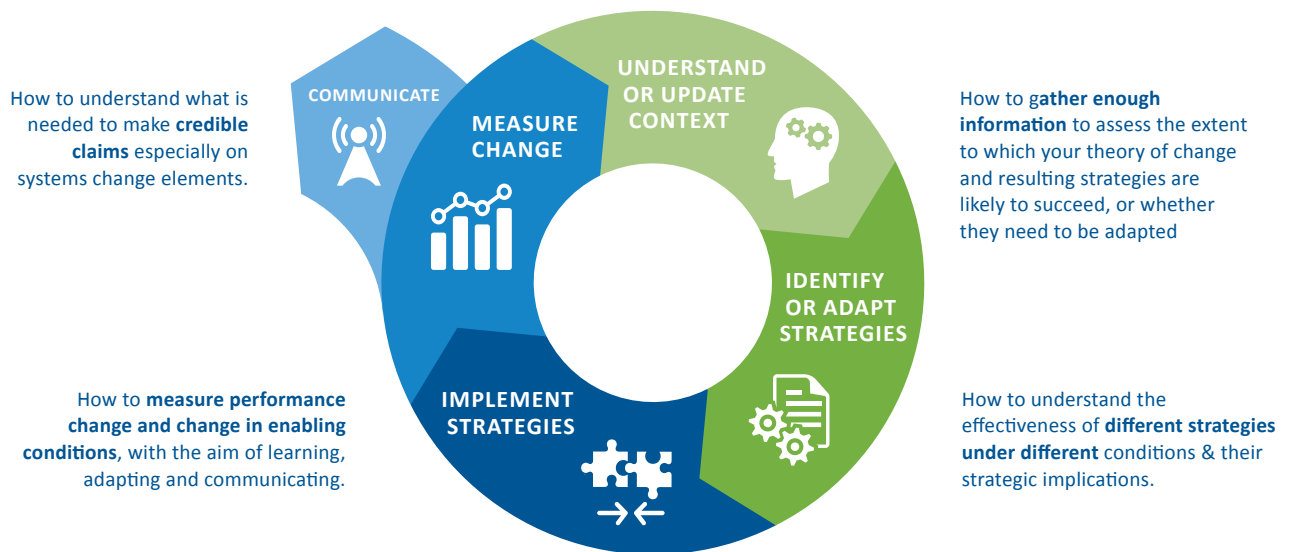 COMMUNICATE
How to understand what is
needed to make credible
claims especially on
systems change elements.
MEASURE
CHANGE
UNDERSTAND
OR UPDATE
CONTEXT
How to gather enough
information to assess the extent
to which your theory of change
and resulting strategies are
likely to succeed, or whether
they need to be adapted
IDENTIFY
OR ADAPT
STRATEGIES
How to measure performance
change and change in enabling
conditions, with the aim of learning,
adapting and communicating.
IMPLEMENT
STRATEGIES
How to understand the
effectiveness of different strategies
under different conditions & their
strategic implications.